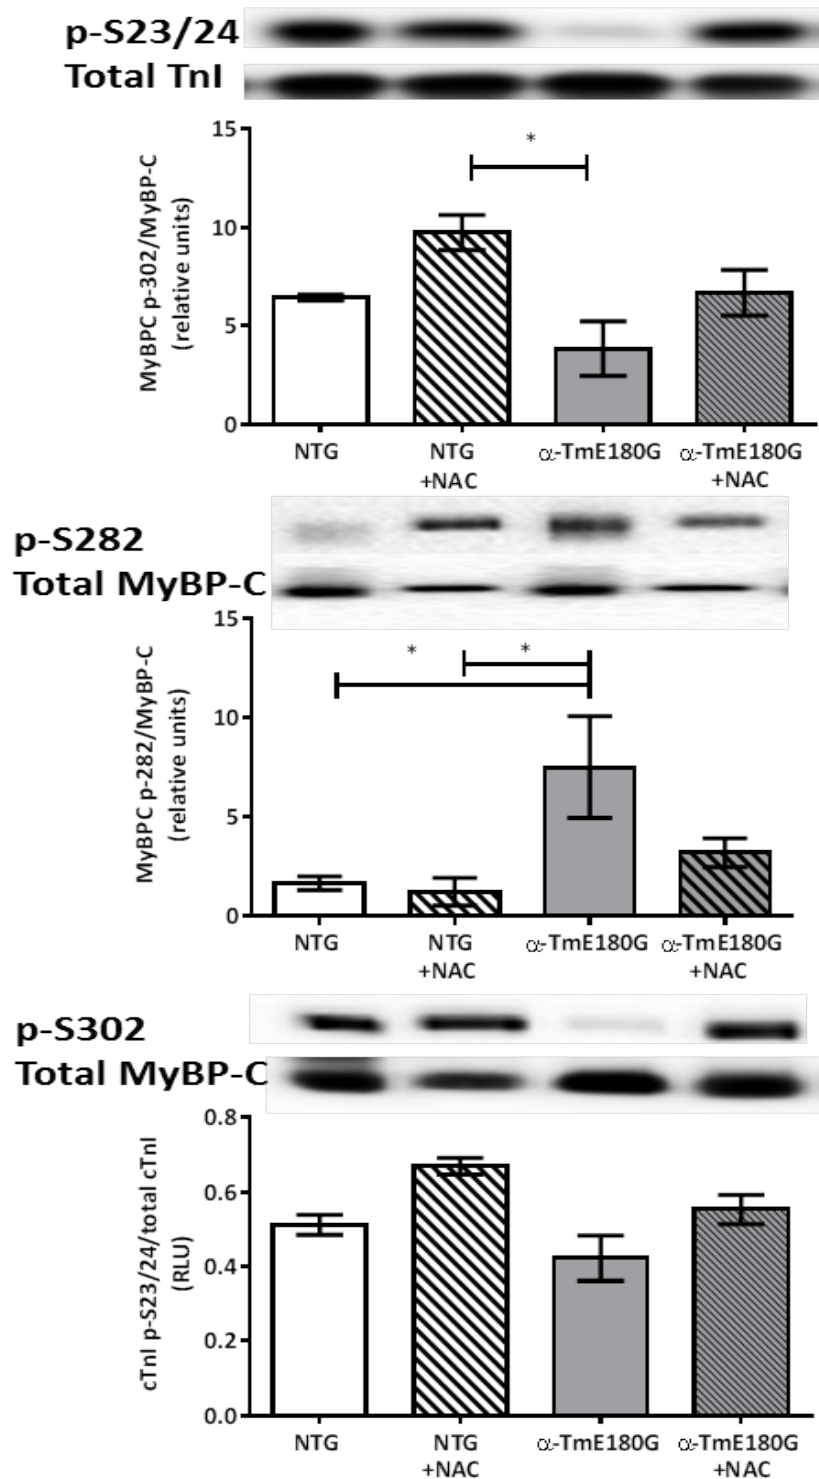 p-S23/24
Total TnI
MyBPC p-302/MyBP-C
(relative units)
15
10
5
0
*
NTG
NTG
+NAC
α-TmE180G
α-TmE180G
+NAC
p-S282
Total MyBP-C
MyBPC p-282/MyBP-C
(relative units)
15
10
5
0
*
*
NTG
NTG
+NAC
α-TmE180G
α-TmE180G
+NAC
p-S302
Total MyBP-C
cTnI p-S23/24/total cTnI
(RLU)
0.8
0.6
0.4
0.2
0.0
NTG
NTG
+NAC
α-TmE180G
α-TmE180G
+NAC